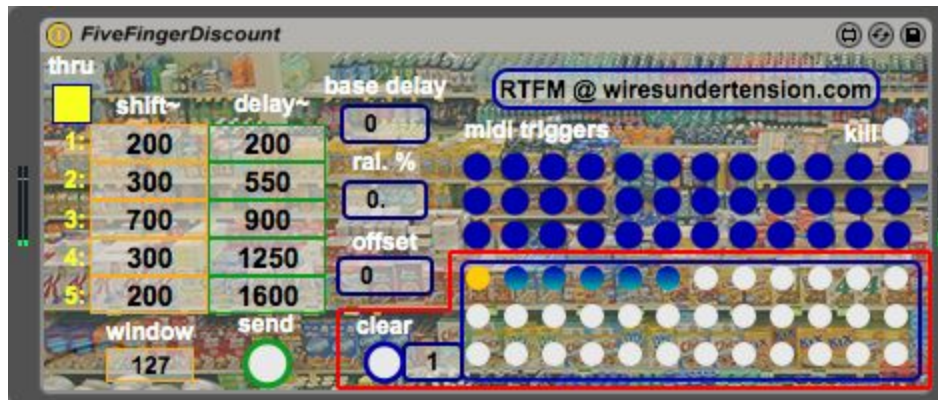 FiveFingerDiscount
thru
shift~ delay~ base delay RTFM @ wiresundertension.com
1: 200 200 0 midi triggers kill
2: 300 550 ral. %
3: 700 900 0.
4: 300 1250 offset
5: 200 1600 0
window send clear
127 1